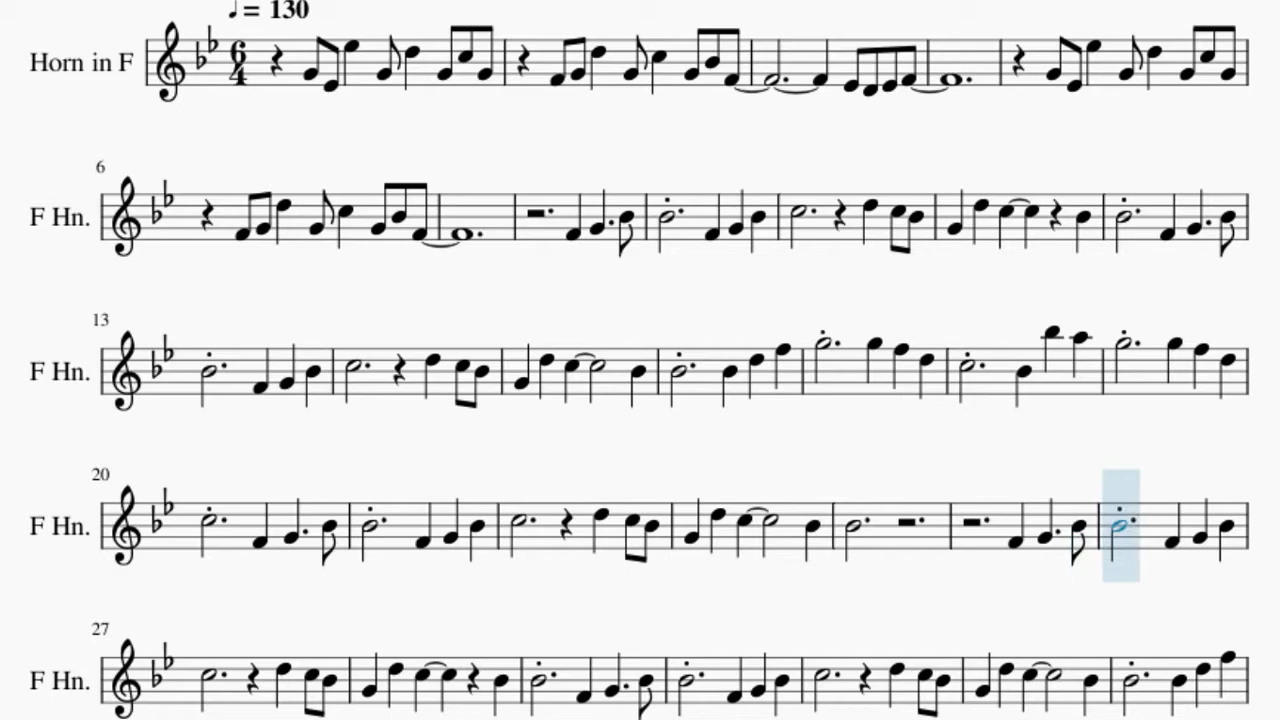 ♩= 130
Horn in F
6
4
6
F Hn.
13
F Hn.
20
F Hn.
27
F Hn.